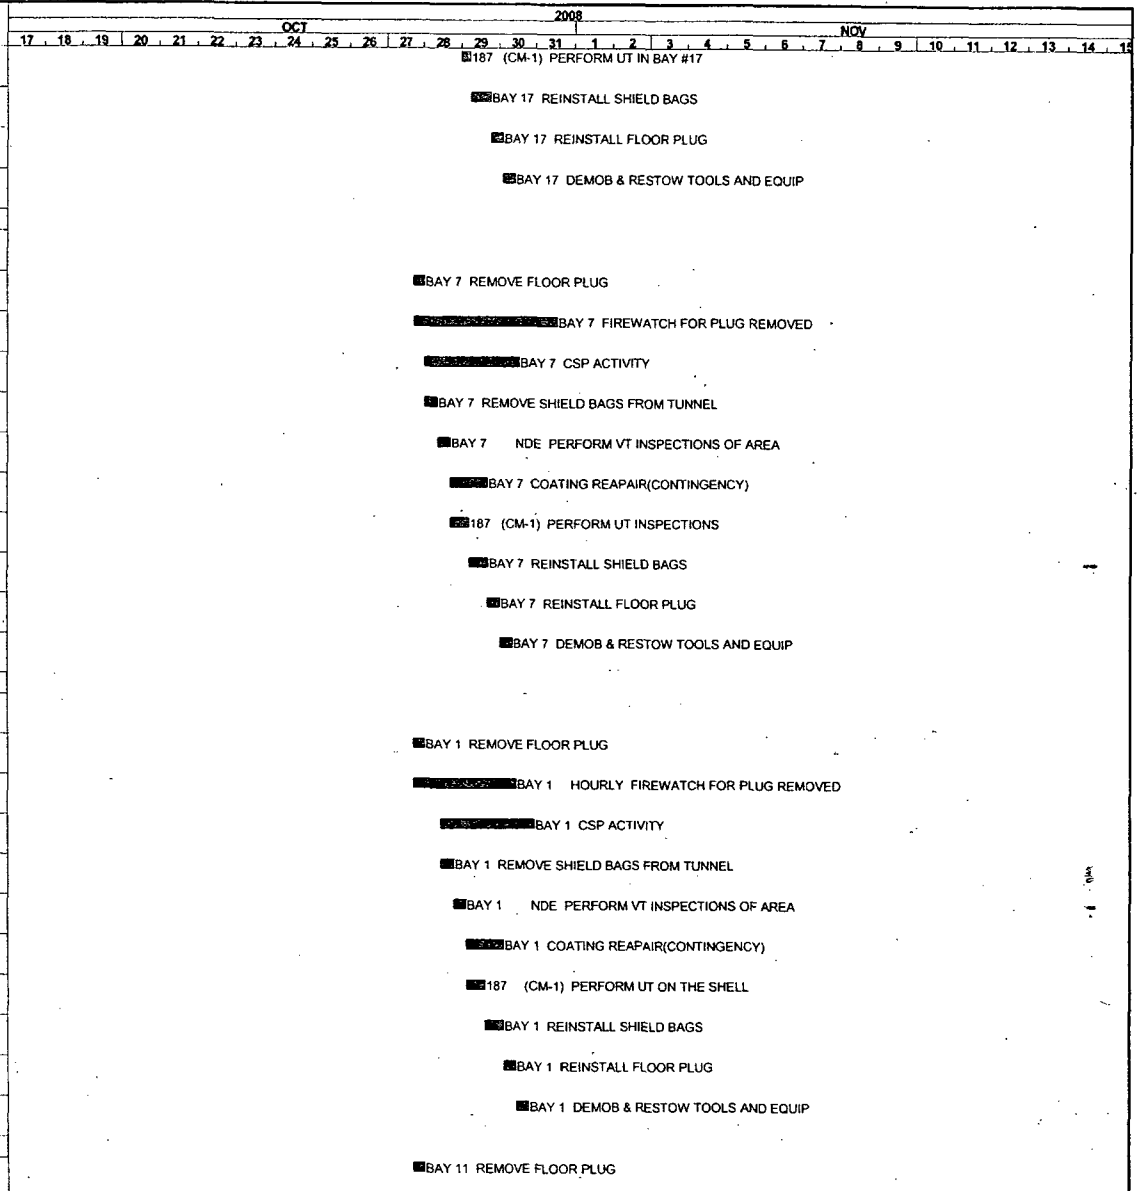 2008
OCT NOV
17 18 19 20 21 22 23 24 25 26 27 28 29 30 31 1 2 3 4 5 6 7 8 9 10 11 12 13 14 15
187 (CM-1) PERFORM UT IN BAY #17
BAY 17 REINSTALL SHIELD BAGS
BAY 17 REINSTALL FLOOR PLUG
BAY 17 DEMOB & RESTOW TOOLS AND EQUIP
BAY 7 REMOVE FLOOR PLUG
BAY 7 FIREWATCH FOR PLUG REMOVED
BAY 7 CSP ACTIVITY
BAY 7 REMOVE SHIELD BAGS FROM TUNNEL
BAY 7 NDE PERFORM VT INSPECTIONS OF AREA
BAY 7 COATING REAPAIR(CONTINGENCY)
187 (CM-1) PERFORM UT INSPECTIONS
BAY 7 REINSTALL SHIELD BAGS
BAY 7 REINSTALL FLOOR PLUG
BAY 7 DEMOB & RESTOW TOOLS AND EQUIP
BAY 1 REMOVE FLOOR PLUG
BAY 1 HOURLY FIREWATCH FOR PLUG REMOVED
BAY 1 CSP ACTIVITY
BAY 1 REMOVE SHIELD BAGS FROM TUNNEL
BAY 1 NDE PERFORM VT INSPECTIONS OF AREA
BAY 1 COATING REAPAIR(CONTINGENCY)
187 (CM-1) PERFORM UT ON THE SHELL
BAY 1 REINSTALL SHIELD BAGS
BAY 1 REINSTALL FLOOR PLUG
BAY 1 DEMOB & RESTOW TOOLS AND EQUIP
BAY 11 REMOVE FLOOR PLUG